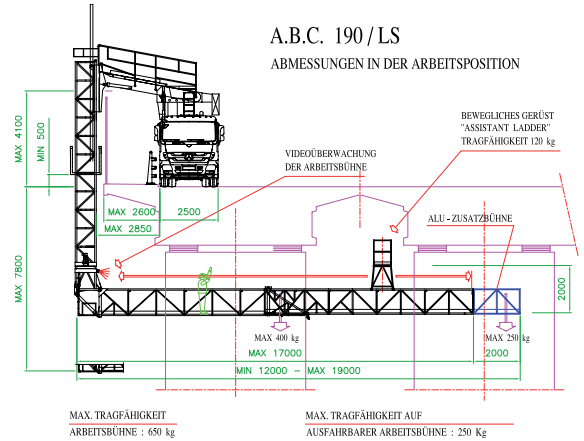 A.B.C. 190 / LS
ABMESSUNGEN IN DER ARBEITSPOSITION
MAX 4100
MIN 500
BEWEGLICHES GERÜST
"ASSISTANT LADDER"
TRAGFÄHIGKEIT 120 kg
VIDEOÜBERWACHUNG
DER ARBEITSBÜHNE
MAX 2600
2500
MAX 2850
ALU - ZUSATZBÜHNE
MAX 7800
2000
MAX 400 kg
MAX 250 kg
MAX 17000
2000
MIN 12000 - MAX 19000
MAX. TRAGFÄHIGKEIT
ARBEITSBÜHNE : 650 kg
MAX. TRAGFÄHIGKEIT AUF
AUSFAHRBARER ARBEITSBÜHNE : 250 Kg